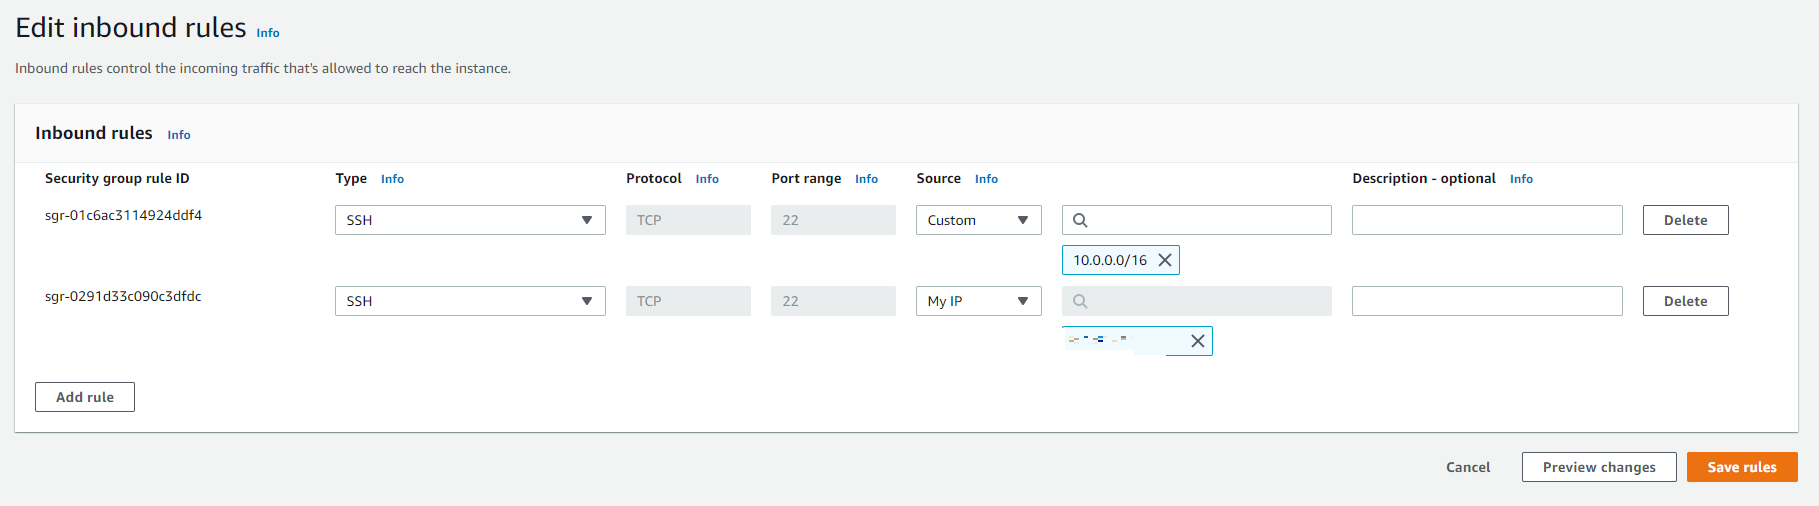 Edit inbound rules Info
Inbound rules control the incoming traffic that's allowed to reach the instance.
Inbound rules Info
Security group rule ID Type Info Protocol Info Port range Info Source Info Description - optional Info
sgr-01c6ac3114924ddf4 SSH TCP 22 Custom Delete
10.0.0.0/16
sgr-0291d33c090c3dfdc SSH TCP 22 My IP Delete
Add rule
Cancel Preview changes Save rules